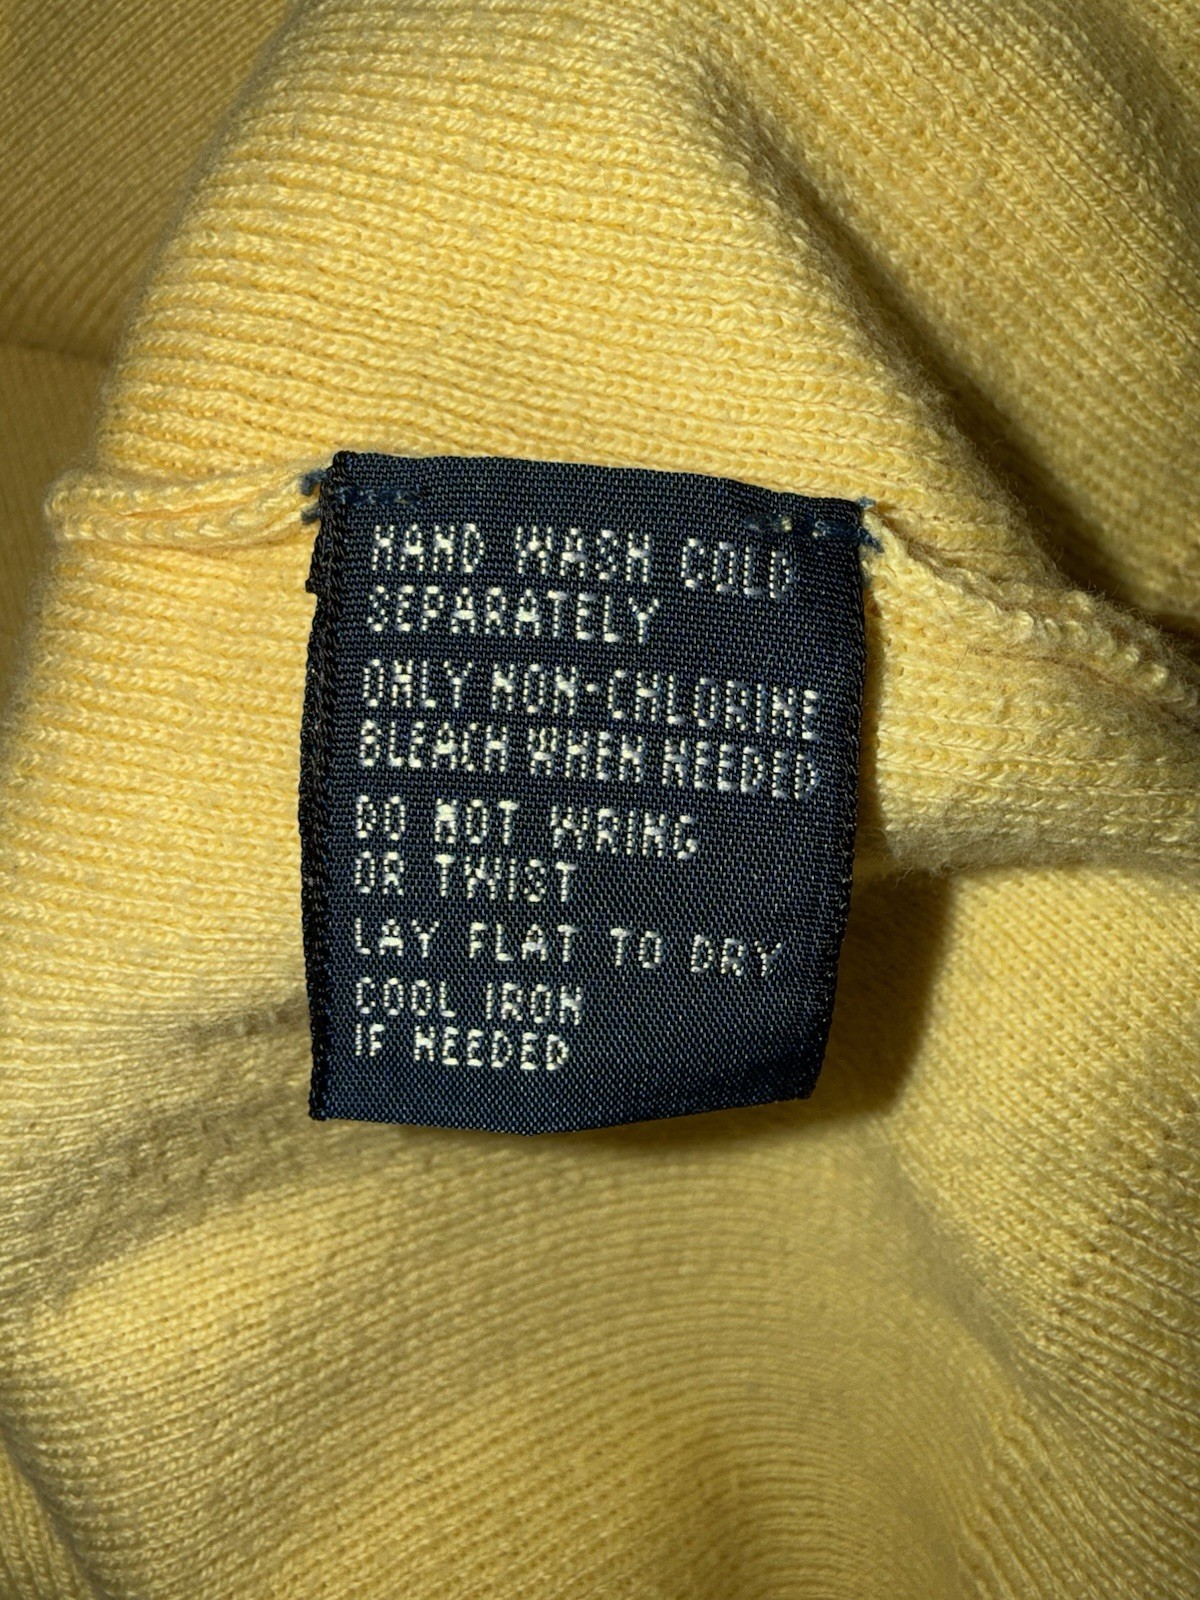 HAND WASH COLD
SEPARATELY
ONLY NON-CHLORINE
BLEACH WHEN NEEDED
DO NOT WRING
OR TWIST
LAY FLAT TO DRY
COOL IRON
IF NEEDED